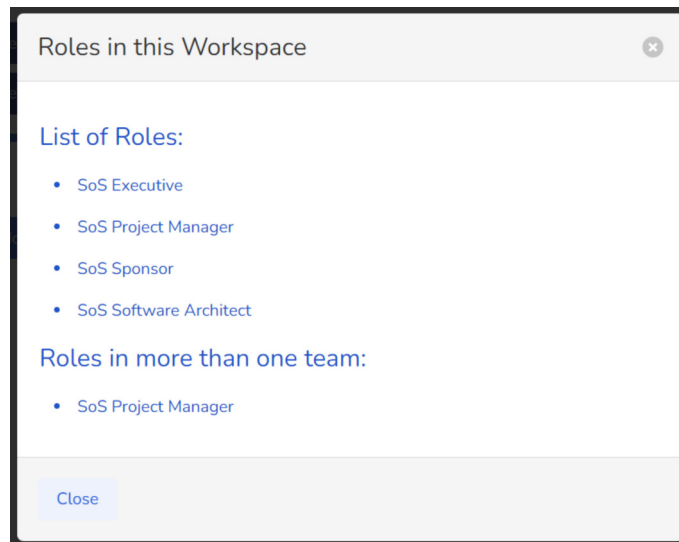 Roles in this Workspace
List of Roles:
SoS Executive
SoS Project Manager
SoS Sponsor
SoS Software Architect
Roles in more than one team:
SoS Project Manager
Close